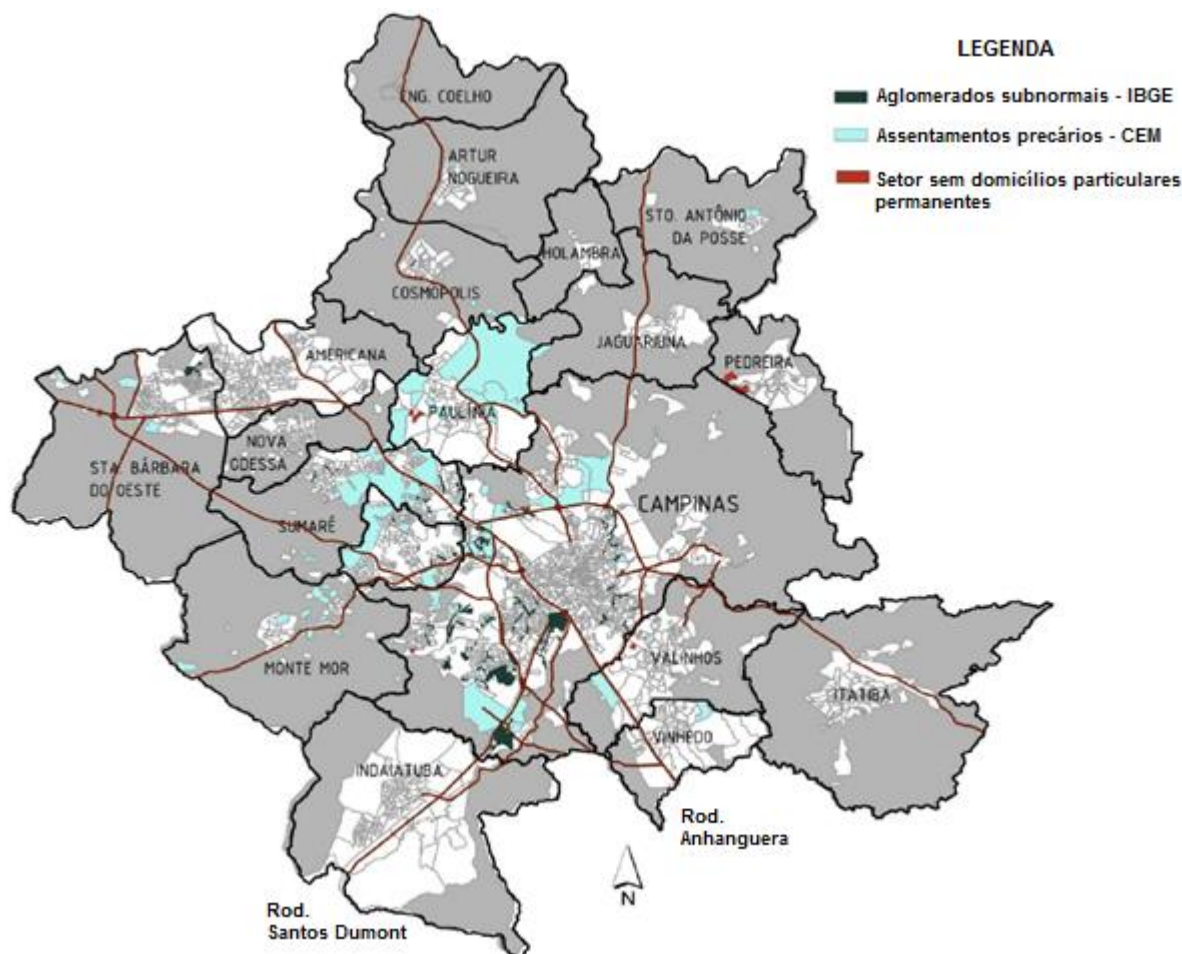 LEGENDA
Aglomerados subnormais - IBGE
Assentamentos precários - CEM
Setor sem domicílios particulares
permanentes
ENG. COELHO
ARTUR
NOGUEIRA
STO. ANTÔNIO
DA POSSE
HOLAMBRA
COSMÓPOLIS
JAGUARIUNA
AMERICANA
PEDREIRA
PAULÍNIA
NOVA
ODESSA
STA. BÁRBARA
DO OESTE
CAMPINAS
SUMARÉ
MONTE MOR
VALINHOS
ITATIBA
VINHEDO
INDAIATUBA
Rod.
Anhanguera
N
Rod.
Santos Dumont